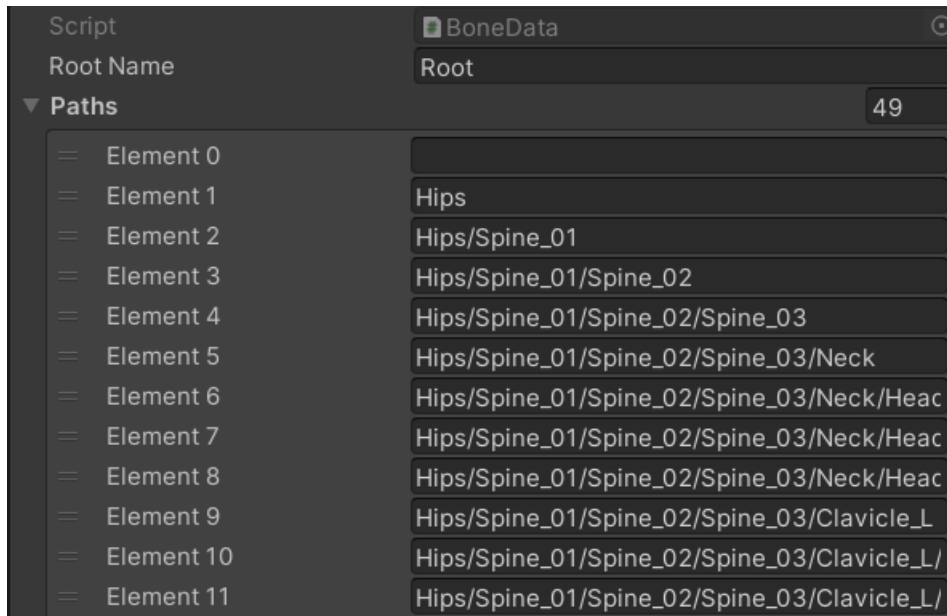 Script BoneData
Root Name Root
Paths 49
Element 0
Element 1 Hips
Element 2 Hips/Spine_01
Element 3 Hips/Spine_01/Spine_02
Element 4 Hips/Spine_01/Spine_02/Spine_03
Element 5 Hips/Spine_01/Spine_02/Spine_03/Neck
Element 6 Hips/Spine_01/Spine_02/Spine_03/Neck/Heac
Element 7 Hips/Spine_01/Spine_02/Spine_03/Neck/Heac
Element 8 Hips/Spine_01/Spine_02/Spine_03/Neck/Heac
Element 9 Hips/Spine_01/Spine_02/Spine_03/Clavicle_L
Element 10 Hips/Spine_01/Spine_02/Spine_03/Clavicle_L/
Element 11 Hips/Spine_01/Spine_02/Spine_03/Clavicle_L/